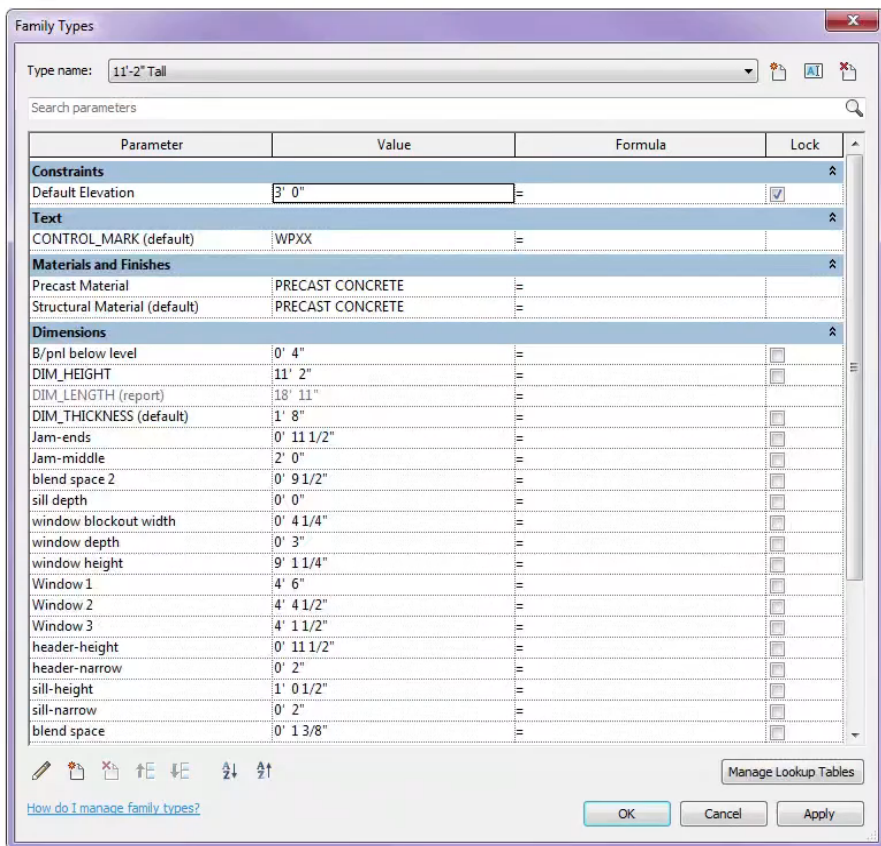 Family Types
Type name: 11'-2" Tall
Search parameters
Parameter Value Formula Lock
Constraints
Default Elevation 3' 0" =
Text
CONTROL_MARK (default) WPXX =
Materials and Finishes
Precast Material PRECAST CONCRETE =
Structural Material (default) PRECAST CONCRETE =
Dimensions
B/pnl below level 0' 4" =
DIM_HEIGHT 11' 2" =
DIM_LENGTH (report) 18' 11" =
DIM_THICKNESS (default) 1' 8" =
Jam-ends 0' 11 1/2" =
Jam-middle 2' 0" =
blend space 2 0' 9 1/2" =
sill depth 0' 0" =
window blockout width 0' 4 1/4" =
window depth 0' 3" =
window height 9' 1 1/4" =
Window 1 4' 6" =
Window 2 4' 4 1/2" =
Window 3 4' 1 1/2" =
header-height 0' 11 1/2" =
header-narrow 0' 2" =
sill-height 1' 0 1/2" =
sill-narrow 0' 2" =
blend space 0' 1 3/8" =
Manage Lookup Tables
How do I manage family types?
OK Cancel Apply